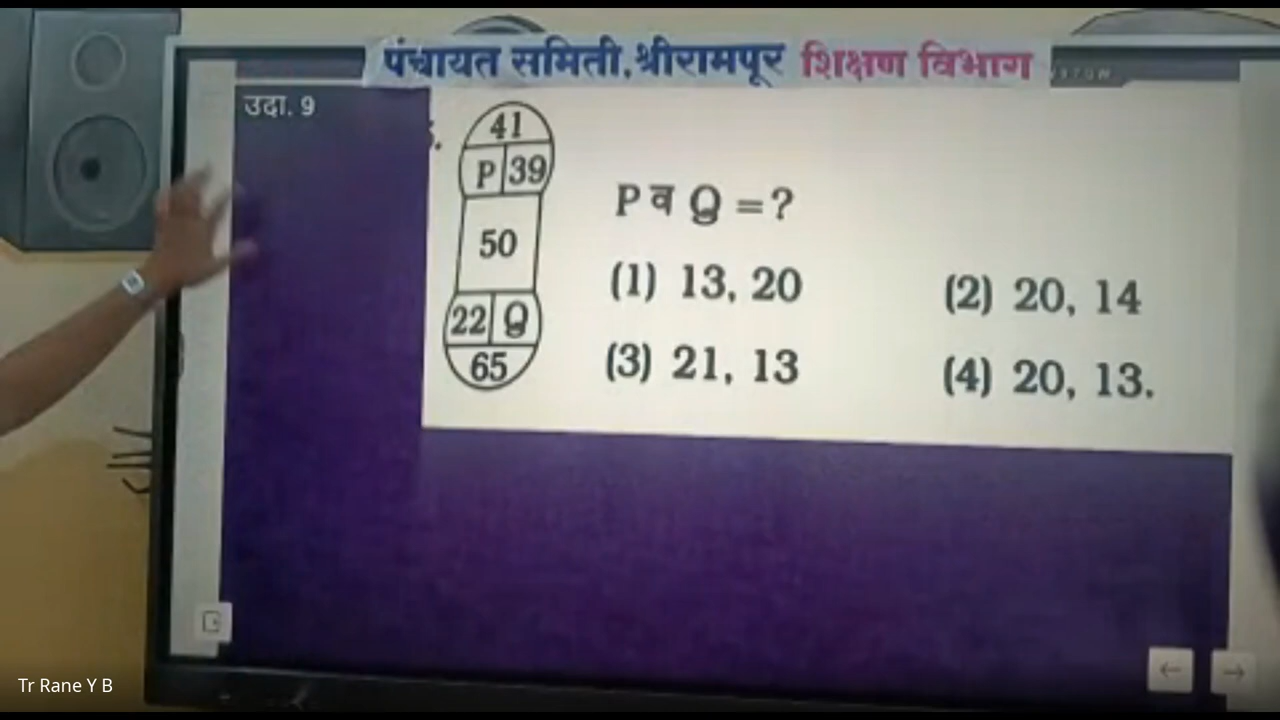 पंचायत समिती.श्रीरामपूर शिक्षण विभाग
उदा. 9
41
P 39
50
22 Q
65
P व Q = ?
(1) 13, 20
(2) 20, 14
(3) 21, 13
(4) 20, 13.
Tr Rane Y B